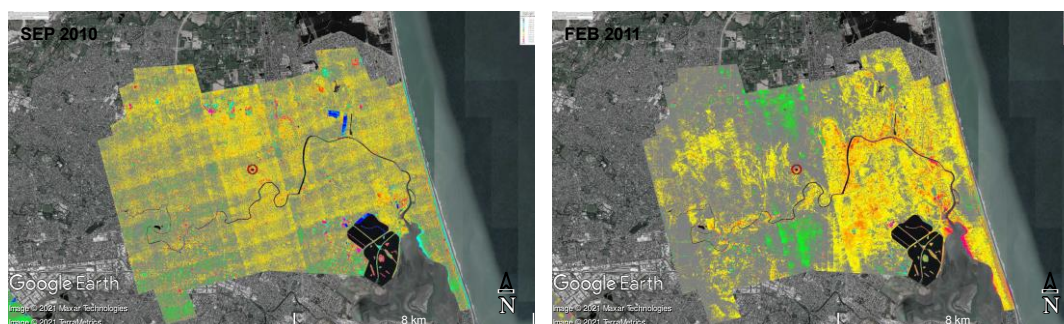 SEP 2010
Google Earth
Image © 2021 Maxar Technologies
Image © 2021 TerraMetrics
8 km
N
FEB 2011
Google Earth
Image © 2021 Maxar Technologies
Image © 2021 TerraMetrics
8 km
N